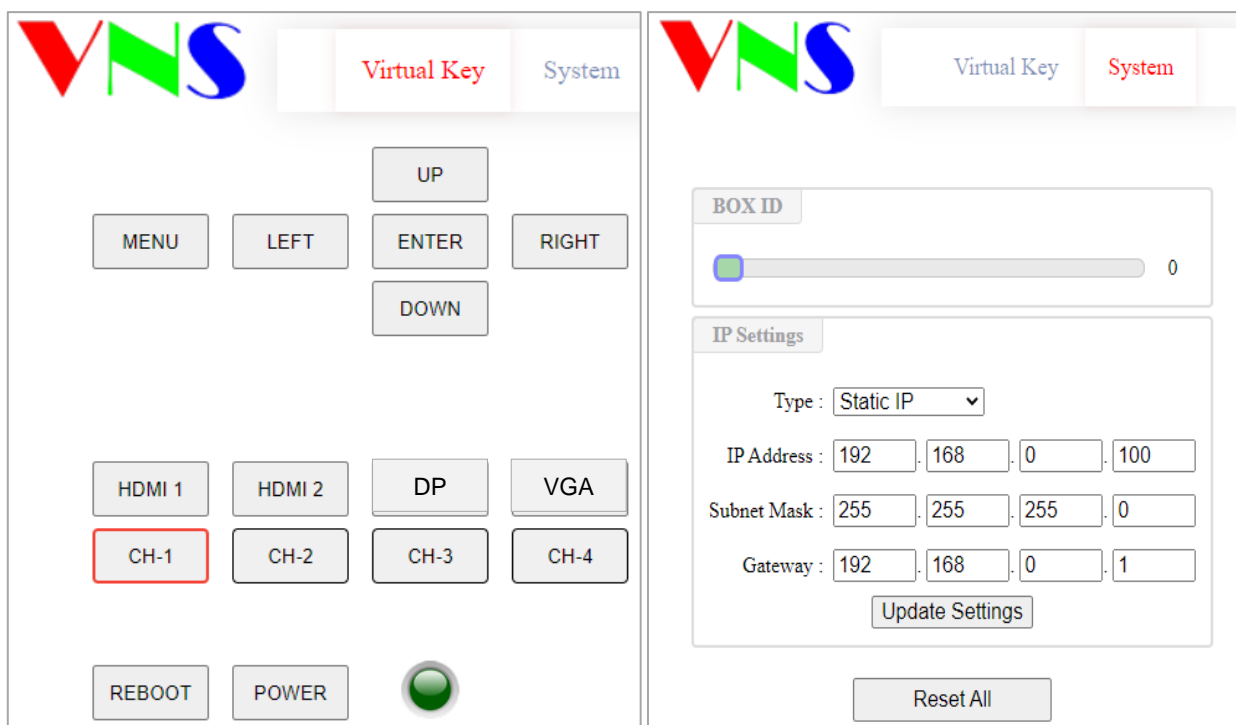 VNS
Virtual Key System
UP
MENU LEFT ENTER RIGHT
DOWN
HDMI 1 HDMI 2 DP VGA
CH-1 CH-2 CH-3 CH-4
REBOOT POWER
VNS
Virtual Key System
BOX ID
0
IP Settings
Type : Static IP
IP Address : 192 . 168 . 0 . 100
Subnet Mask : 255 . 255 . 255 . 0
Gateway : 192 . 168 . 0 . 1
Update Settings
Reset All